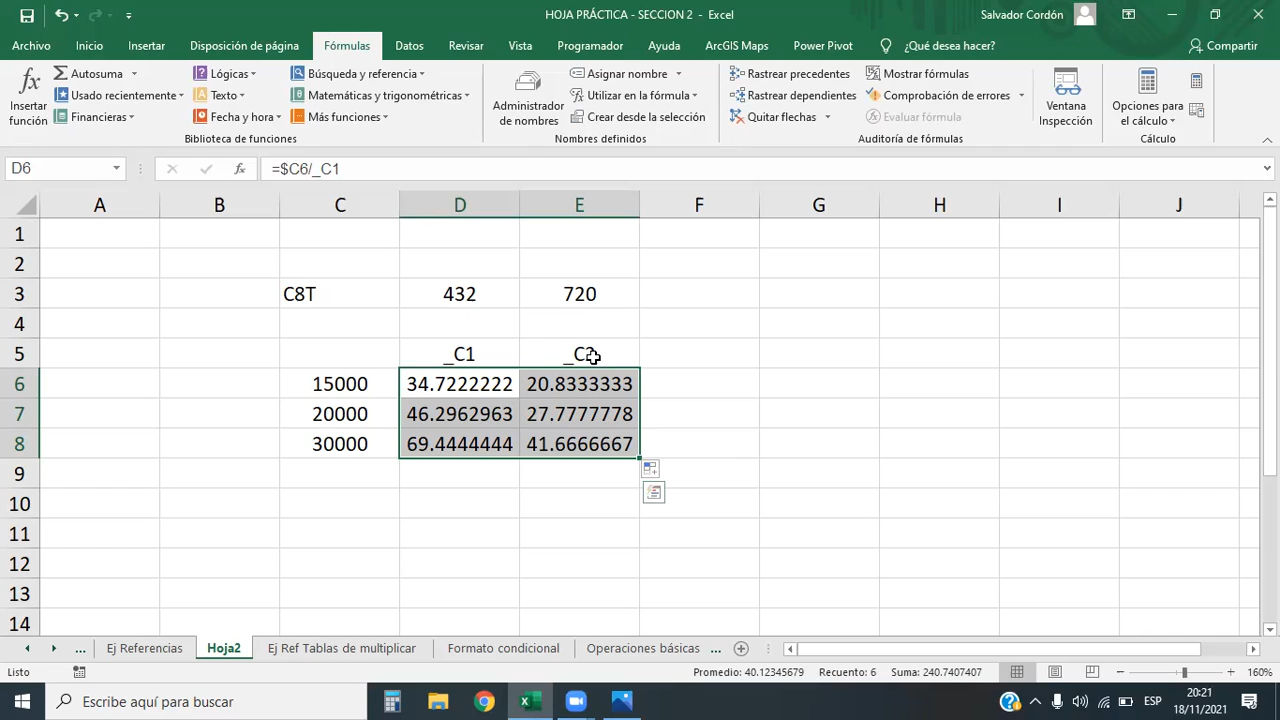 HOJA PRÁCTICA - SECCION 2 - Excel
Salvador Cordón
Archivo Inicio Insertar Disposición de página Fórmulas Datos Revisar Vista Programador Ayuda ArcGIS Maps Power Pivot ¿Qué desea hacer? Compartir
Insertar función
Autosuma
Usado recientemente
Financieras
Lógicas
Texto
Fecha y hora
Búsqueda y referencia
Matemáticas y trigonométricas
Más funciones
Biblioteca de funciones
Administrador de nombres
Asignar nombre
Utilizar en la fórmula
Crear desde la selección
Nombres definidos
Rastrear precedentes
Rastrear dependientes
Quitar flechas
Mostrar fórmulas
Comprobación de errores
Evaluar fórmula
Auditoría de fórmulas
Ventana Inspección
Opciones para el cálculo
Cálculo
D6 fx =$C6/_C1
A B C D E F G H I J
1
2
3 C8T 432 720
4
5 _C1 _C2
6 15000 34.7222222 20.8333333
7 20000 46.2962963 27.7777778
8 30000 69.4444444 41.6666667
9
10
11
12
13
14
... Ej Referencias Hoja2 Ej Ref Tablas de multiplicar Formato condicional Operaciones básicas ...
Listo Promedio: 40.12345679 Recuento: 6 Suma: 240.7407407 160%
Escribe aquí para buscar
ESP
20:21
18/11/2021